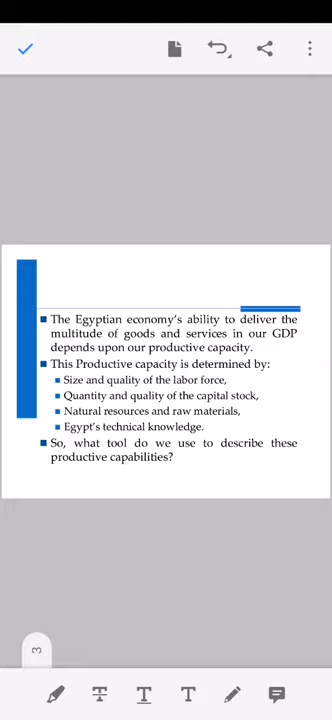 The Egyptian economy's ability to deliver the
multitude of goods and services in our GDP
depends upon our productive capacity.
This Productive capacity is determined by:
Size and quality of the labor force,
Quantity and quality of the capital stock,
Natural resources and raw materials,
Egypt's technical knowledge.
So, what tool do we use to describe these
productive capabilities?
3
T T T